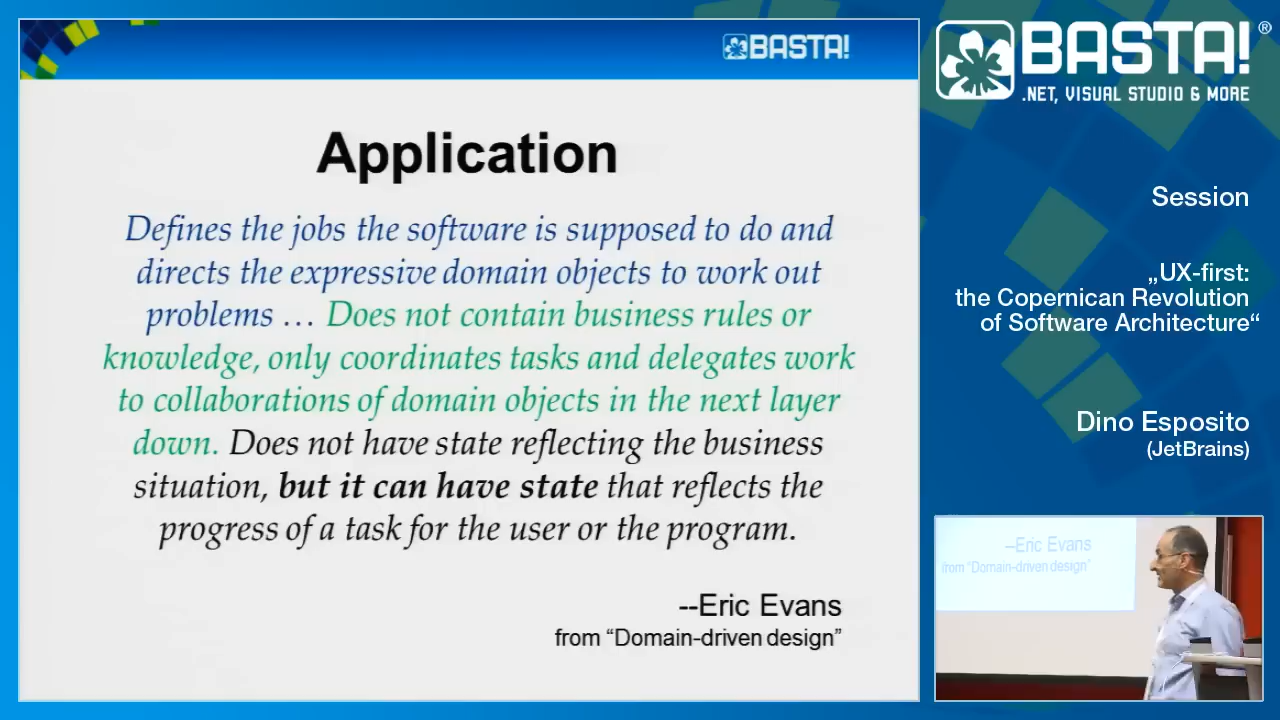 BASTA!
Application
Defines the jobs the software is supposed to do and
directs the expressive domain objects to work out
problems … Does not contain business rules or
knowledge, only coordinates tasks and delegates work
to collaborations of domain objects in the next layer
down. Does not have state reflecting the business
situation, but it can have state that reflects the
progress of a task for the user or the program.
--Eric Evans
from “Domain-driven design”
BASTA!®
.NET, VISUAL STUDIO & MORE
Session
„UX-first:
the Copernican Revolution
of Software Architecture“
Dino Esposito
(JetBrains)
--Eric Evans
from “Domain-driven design”